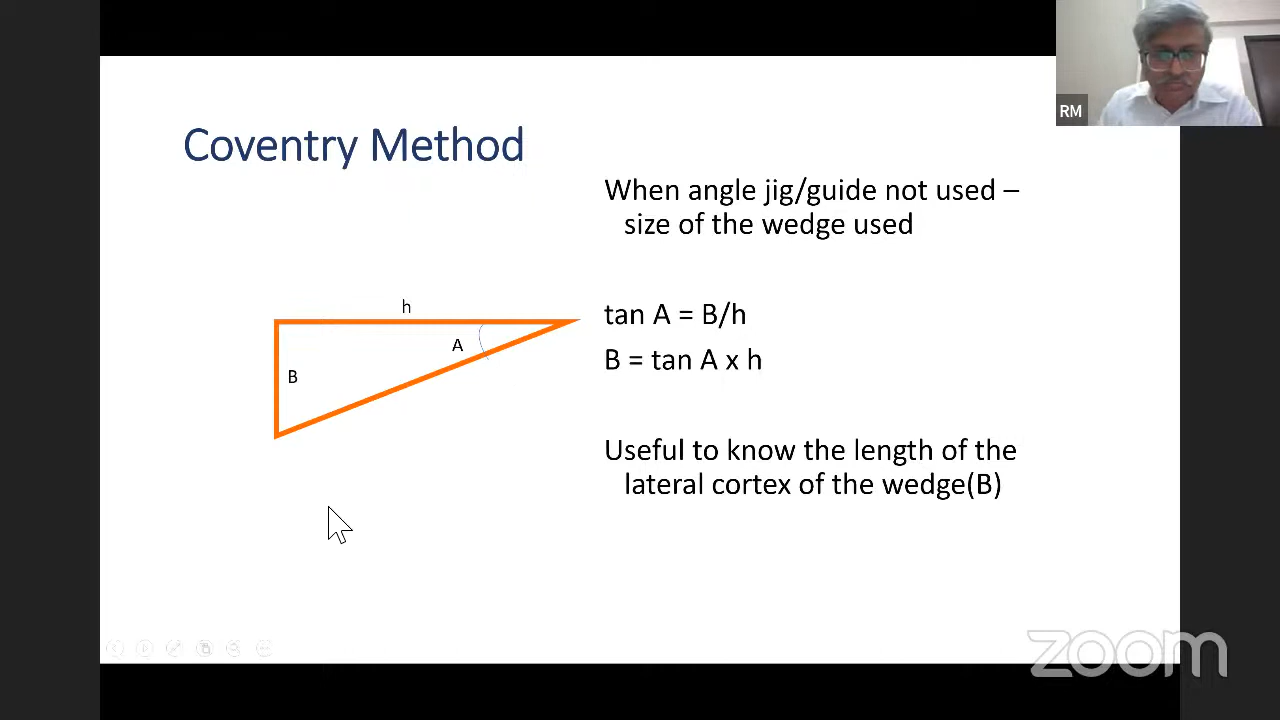 RM
Coventry Method
When angle jig/guide not used –
size of the wedge used
h
A
B
tan A = B/h
B = tan A x h
Useful to know the length of the
lateral cortex of the wedge(B)
zoom